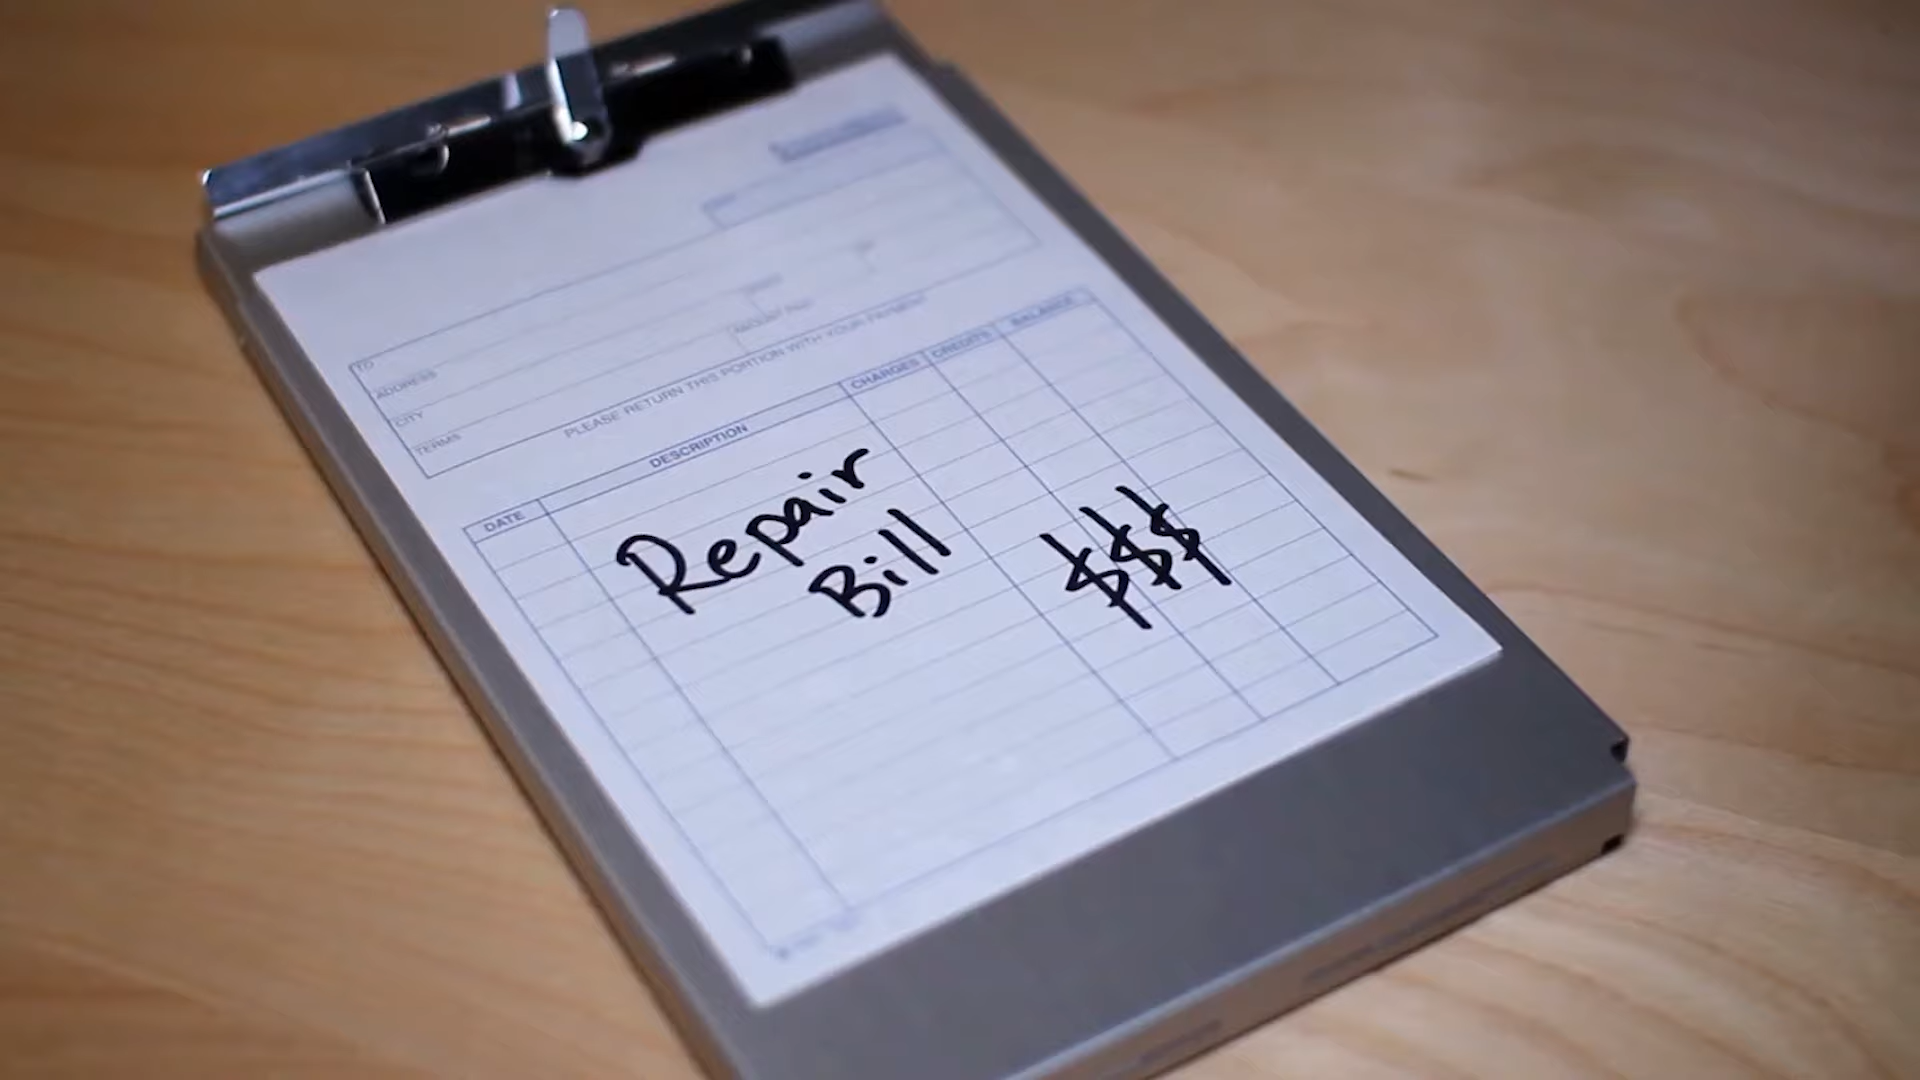 TO
ADDRESS
CITY
TERMS
PLEASE RETURN THIS PORTION WITH YOUR PAYMENT
DATE DESCRIPTION CHARGES CREDITS BALANCE
Repair $$$
Bill